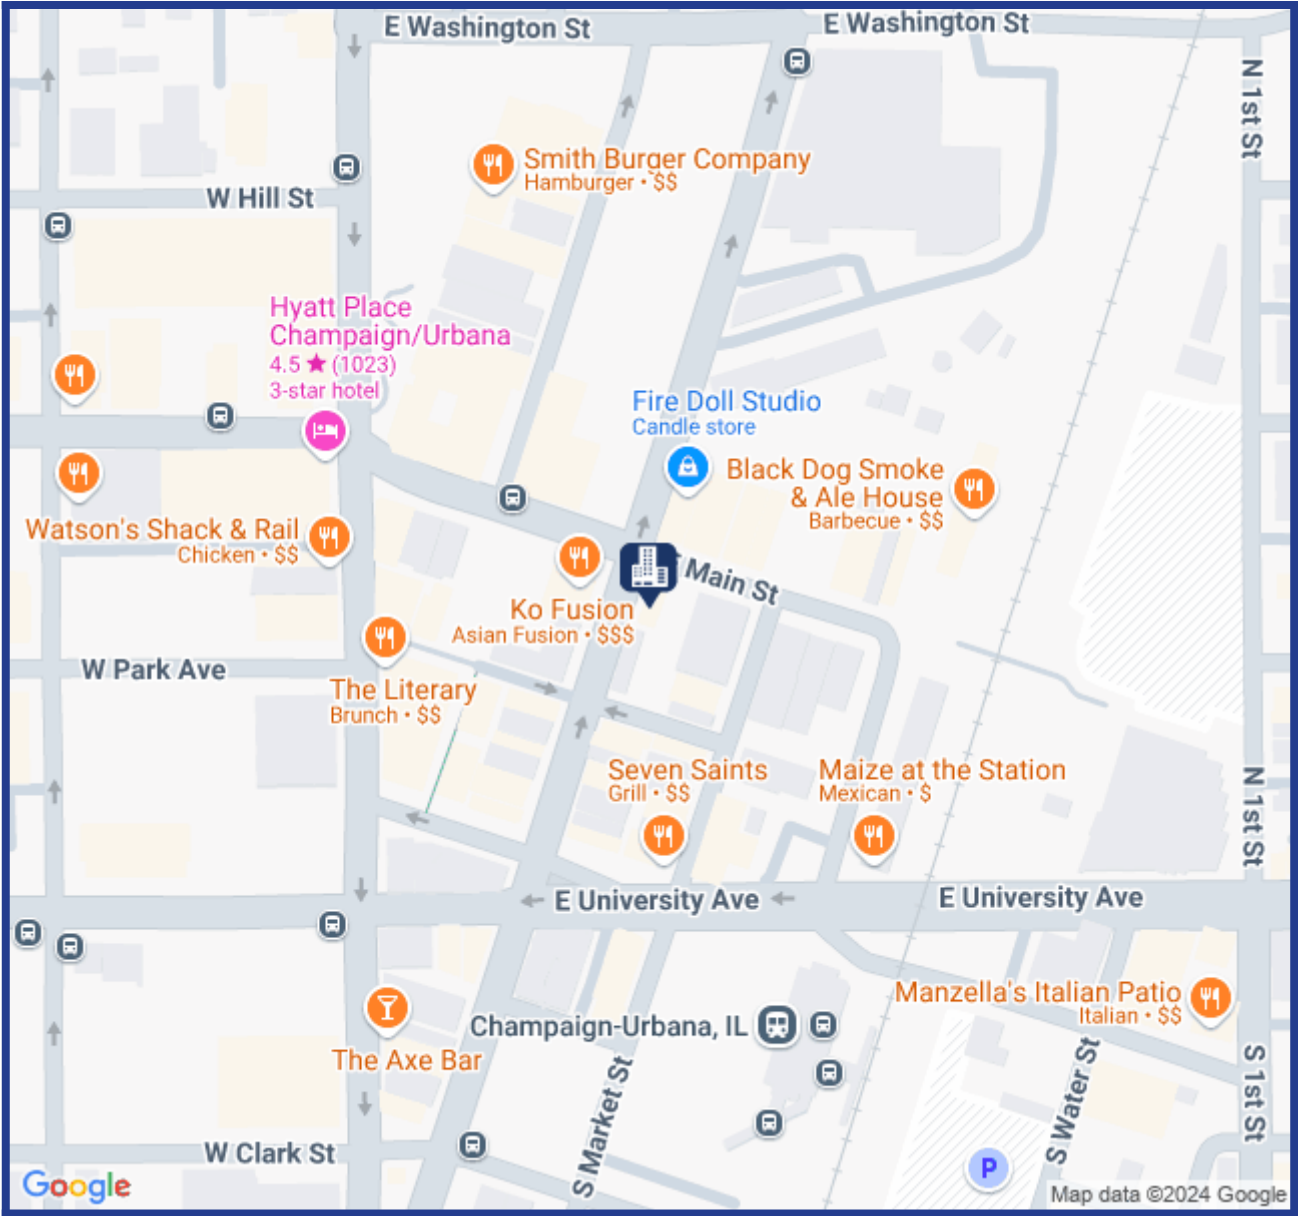 E Washington St
E Washington St
N 1st St
Smith Burger Company
Hamburger • $$
W Hill St
Hyatt Place
Champaign/Urbana
4.5 ★ (1023)
3-star hotel
Fire Doll Studio
Candle store
Black Dog Smoke
& Ale House
Barbecue • $$
Watson's Shack & Rail
Chicken • $$
Main St
Ko Fusion
Asian Fusion • $$$
W Park Ave
The Literary
Brunch • $$
Seven Saints
Grill • $$
Maize at the Station
Mexican • $
N 1st St
E University Ave
E University Ave
Manzella's Italian Patio
Italian • $$
Champaign-Urbana, IL
The Axe Bar
S Market St
S Water St
S 1st St
W Clark St
P
Google
Map data ©2024 Google